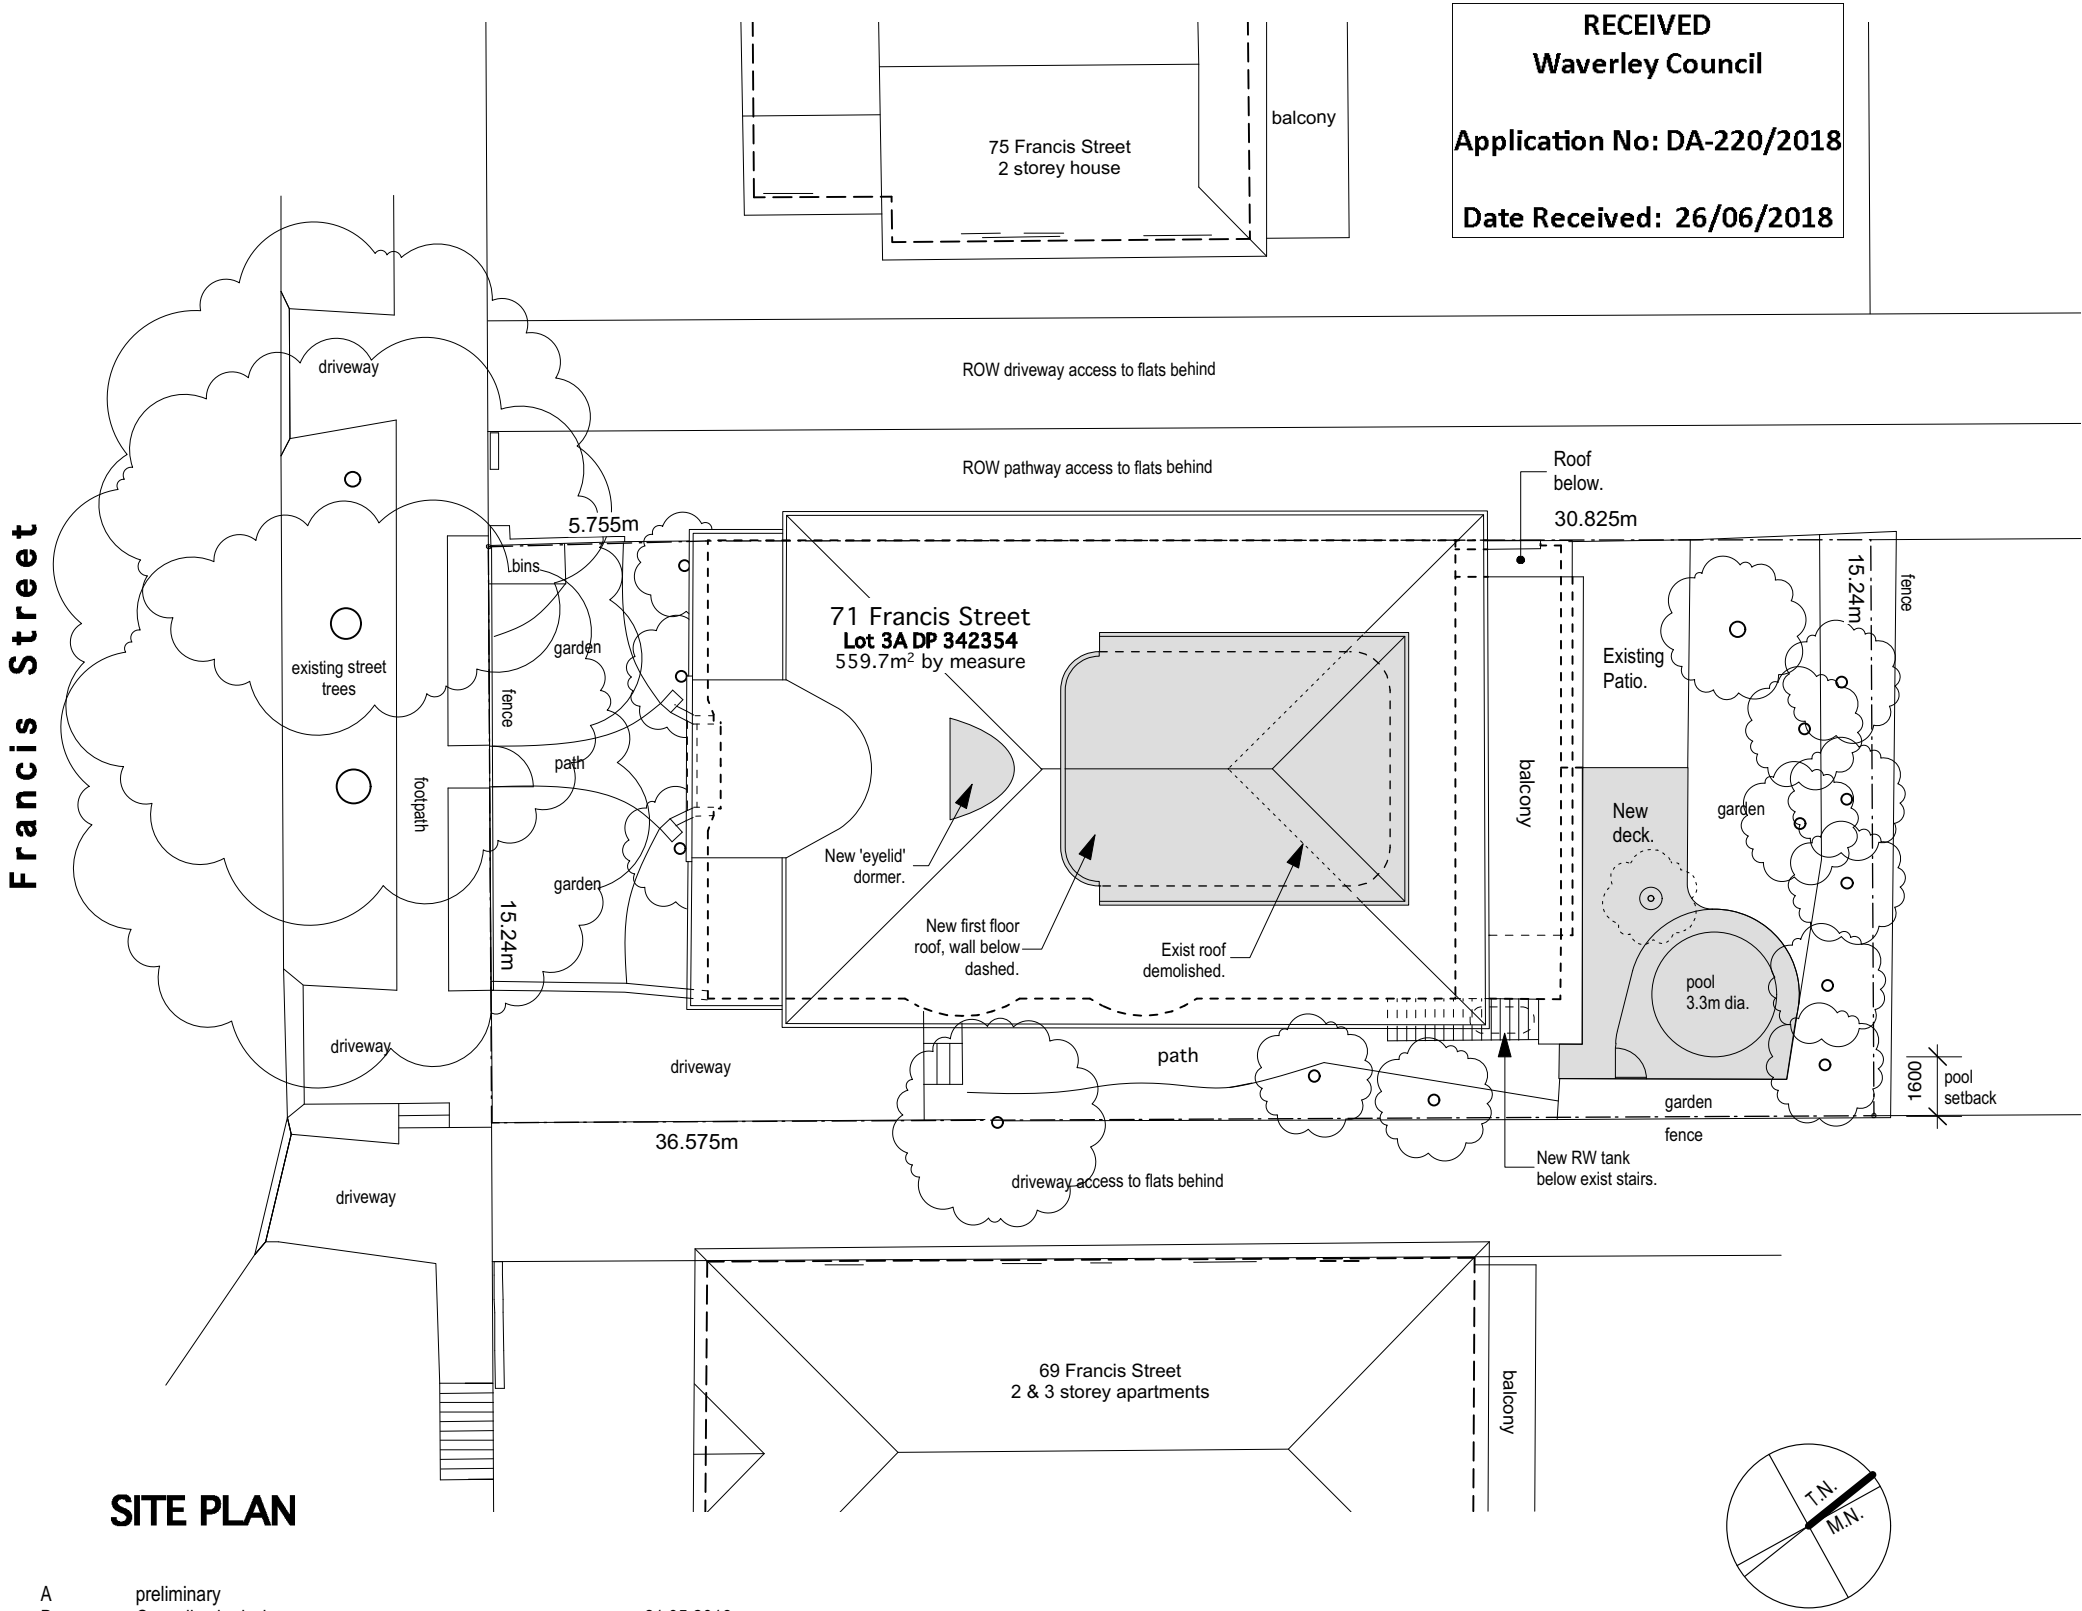 RECEIVED
Waverley Council
Application No: DA-220/2018
Date Received: 26/06/2018
balcony
75 Francis Street
2 storey house
driveway
ROW driveway access to flats behind
ROW pathway access to flats behind
Roof
below.
5.755m
30.825m
bins
15.24m
fence
71 Francis Street
Lot 3A DP 342354
559.7m² by measure
Francis Street
existing street
trees
garden
fence
Existing
Patio.
path
footpath
balcony
New
deck.
garden
New 'eyelid'
dormer.
garden
15.24m
New first floor
roof, wall below
dashed.
Exist roof
demolished.
pool
3.3m dia.
driveway
driveway
path
1690
pool
setback
garden
36.575m
fence
New RW tank
below exist stairs.
driveway
driveway access to flats behind
69 Francis Street
2 & 3 storey apartments
balcony
T.N.
M.N.
SITE PLAN
A preliminary